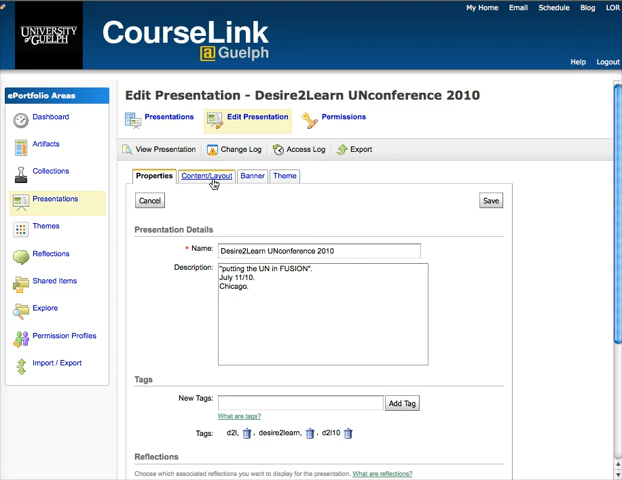 My Home Email Schedule Blog LOR
UNIVERSITY
of GUELPH
CourseLink
@Guelph
Help Logout
ePortfolio Areas
Dashboard
Artifacts
Collections
Presentations
Themes
Reflections
Shared Items
Explore
Permission Profiles
Import / Export
Edit Presentation - Desire2Learn UNconference 2010
Presentations Edit Presentation Permissions
View Presentation Change Log Access Log Export
Properties Content/Layout Banner Theme
Cancel Save
Presentation Details
* Name: Desire2Learn UNconference 2010
Description: "putting the UN in FUSION".
July 11/10.
Chicago.
Tags
New Tags: Add Tag
What are tags?
Tags: d2l, , desire2learn, , d2l10
Reflections
Choose which associated reflections you want to display for the presentation. What are reflections?